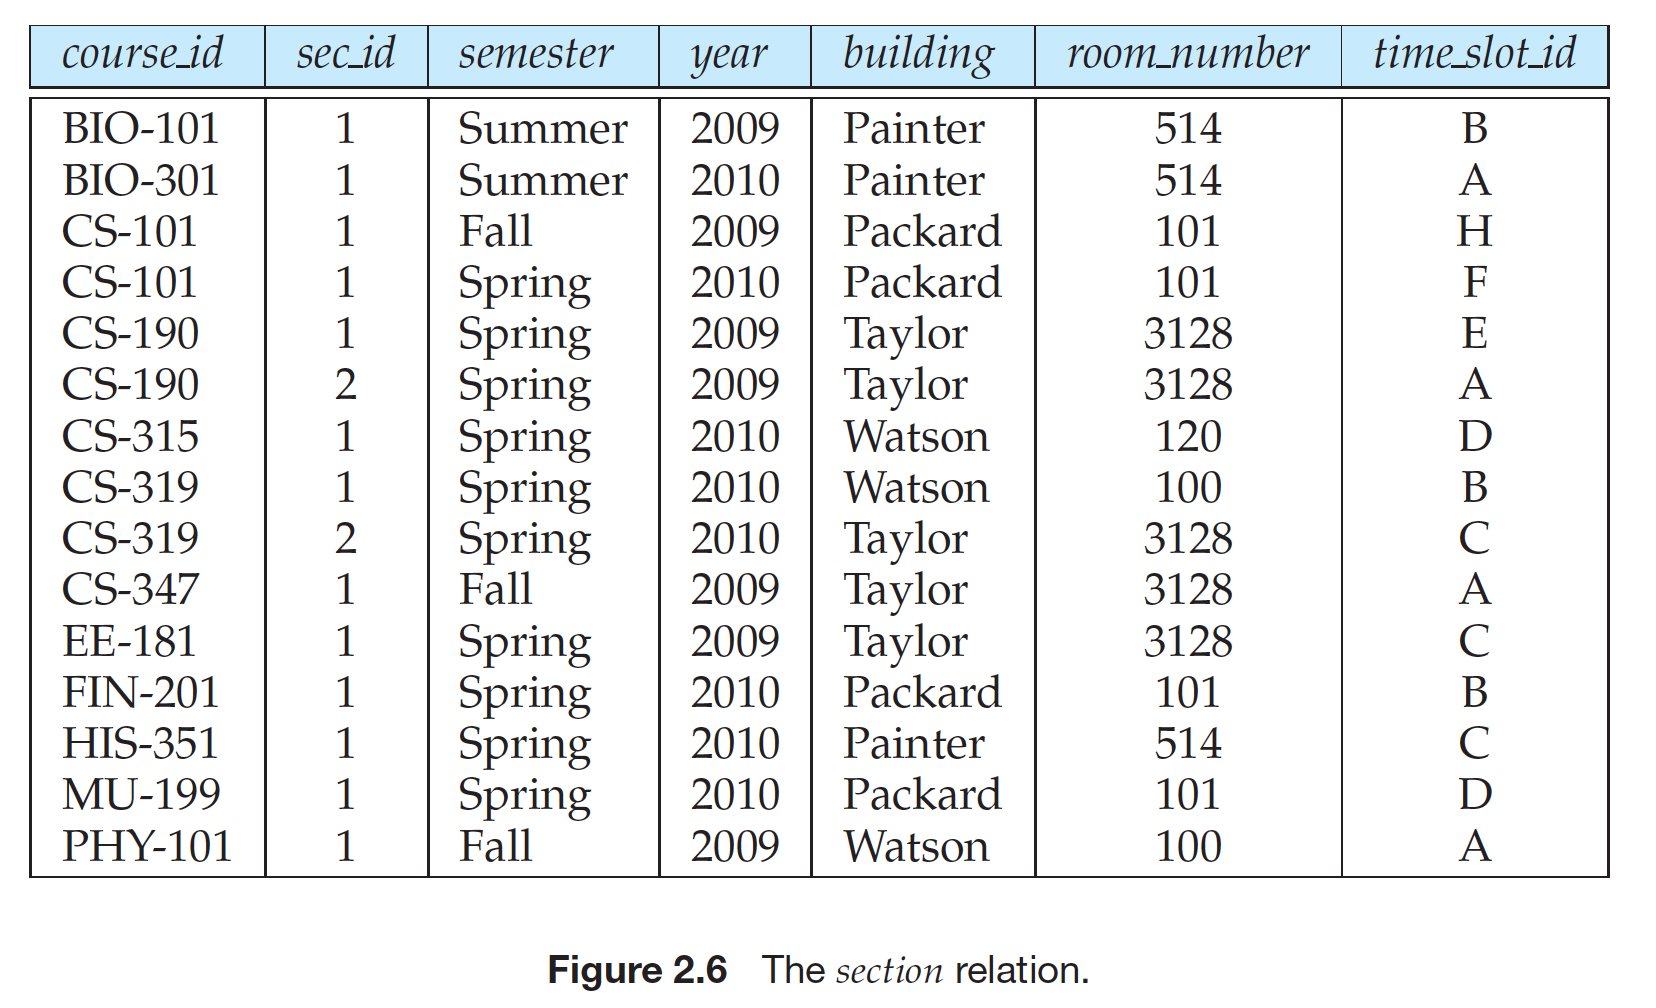 course_id sec_id semester year building room_number time_slot_id
BIO-101 1 Summer 2009 Painter 514 B
BIO-301 1 Summer 2010 Painter 514 A
CS-101 1 Fall 2009 Packard 101 H
CS-101 1 Spring 2010 Packard 101 F
CS-190 1 Spring 2009 Taylor 3128 E
CS-190 2 Spring 2009 Taylor 3128 A
CS-315 1 Spring 2010 Watson 120 D
CS-319 1 Spring 2010 Watson 100 B
CS-319 2 Spring 2010 Taylor 3128 C
CS-347 1 Fall 2009 Taylor 3128 A
EE-181 1 Spring 2009 Taylor 3128 C
FIN-201 1 Spring 2010 Packard 101 B
HIS-351 1 Spring 2010 Painter 514 C
MU-199 1 Spring 2010 Packard 101 D
PHY-101 1 Fall 2009 Watson 100 A
Figure 2.6 The section relation.